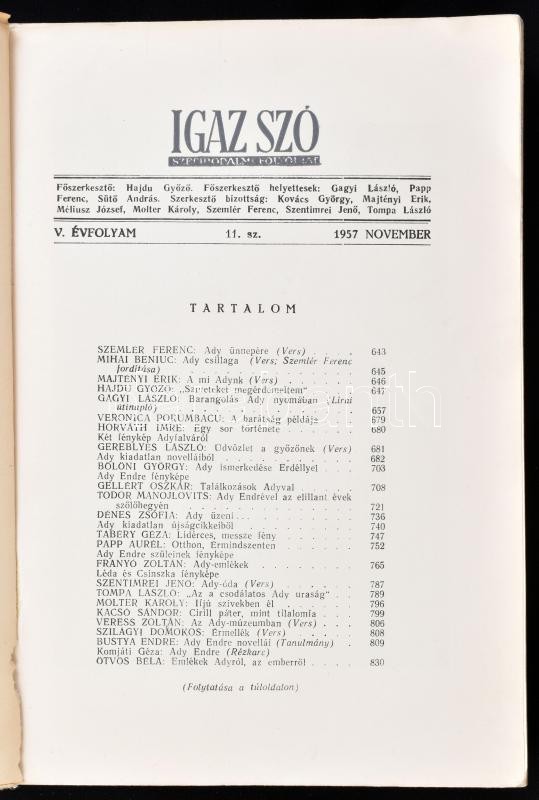 IGAZ SZÓ
SZÉPIRODALMI FOLYÓIRAT
Főszerkesztő: Hajdu Győző. Főszerkesztő helyettesek: Gagyi László, Papp
Ferenc, Sütő András. Szerkesztő bizottság: Kovács György, Majtényi Erik,
Méliusz József, Molter Károly, Szemlér Ferenc, Szentimrei Jenő, Tompa László
V. ÉVFOLYAM 11. sz. 1957 NOVEMBER
TARTALOM
SZEMLÉR FERENC: Ady ünnepére (Vers) . . . . 643
MIHAI BENIUC: Ady csillaga (Vers; Szemlér Ferenc
fordítása) . . . . 645
MAJTÉNYI ERIK: A mi Adynk (Vers) . . . . 646
HAJDU GYŐZŐ: „Szíveteket megérdemeltem" . . 647
GAGYI LÁSZLÓ: Barangolás Ady nyomában (Lírai
útinapló) . . . . 657
VERONICA PORUMBACU: A barátság példája . . 679
HORVÁTH IMRE: Egy sor története . . . . 680
Két fénykép Adyfalváról
GEREBLYÉS LÁSZLÓ: Üdvözlet a győzőnek (Vers) 681
Ady kiadatlan novelláiból . . . . 682
BÖLÖNI GYÖRGY: Ady ismerkedése Erdéllyel . . 703
Ady Endre fényképe
GELLÉRT OSZKÁR: Találkozások Adyval . . . . 708
TODOR MANOJLOVITS: Ady Endrével az elillant évek
szőlőhegyén . . . . 721
DÉNES ZSÓFIA: Ady üzeni... . . . . 736
Ady kiadatlan újságcikkeiből . . . . 740
TABÉRY GÉZA: Lidérces, messze fény . . . . 747
PAPP AURÉL: Otthon, Érmindszenten . . . . 752
Ady Endre szüleinek fényképe
FRANYÓ ZOLTÁN: Ady-emlékek . . . . 765
Léda és Csinszka fényképe
SZENTIMREI JENŐ: Ady-óda (Vers) . . . . 787
TOMPA LÁSZLÓ: „Az a csodálatos Ady uraság" . . 789
MOLTER KÁROLY: Ifjú szívekben él . . . . 796
KACSÓ SÁNDOR: Cirill páter, mint tilalomfa . . 799
VERESS ZOLTÁN: Az Ady-múzeumban (Vers) . . . 806
SZILÁGYI DOMOKOS: Érmellék (Vers) . . . . 808
BUSTYA ENDRE: Ady Endre novellái (Tanulmány) . 809
Komjáti Géza: Ady Endre (Rézkarc)
ÖTVÖS BÉLA: Emlékek Adyról, az emberről . . . . 830
(Folytatása a túloldalon)